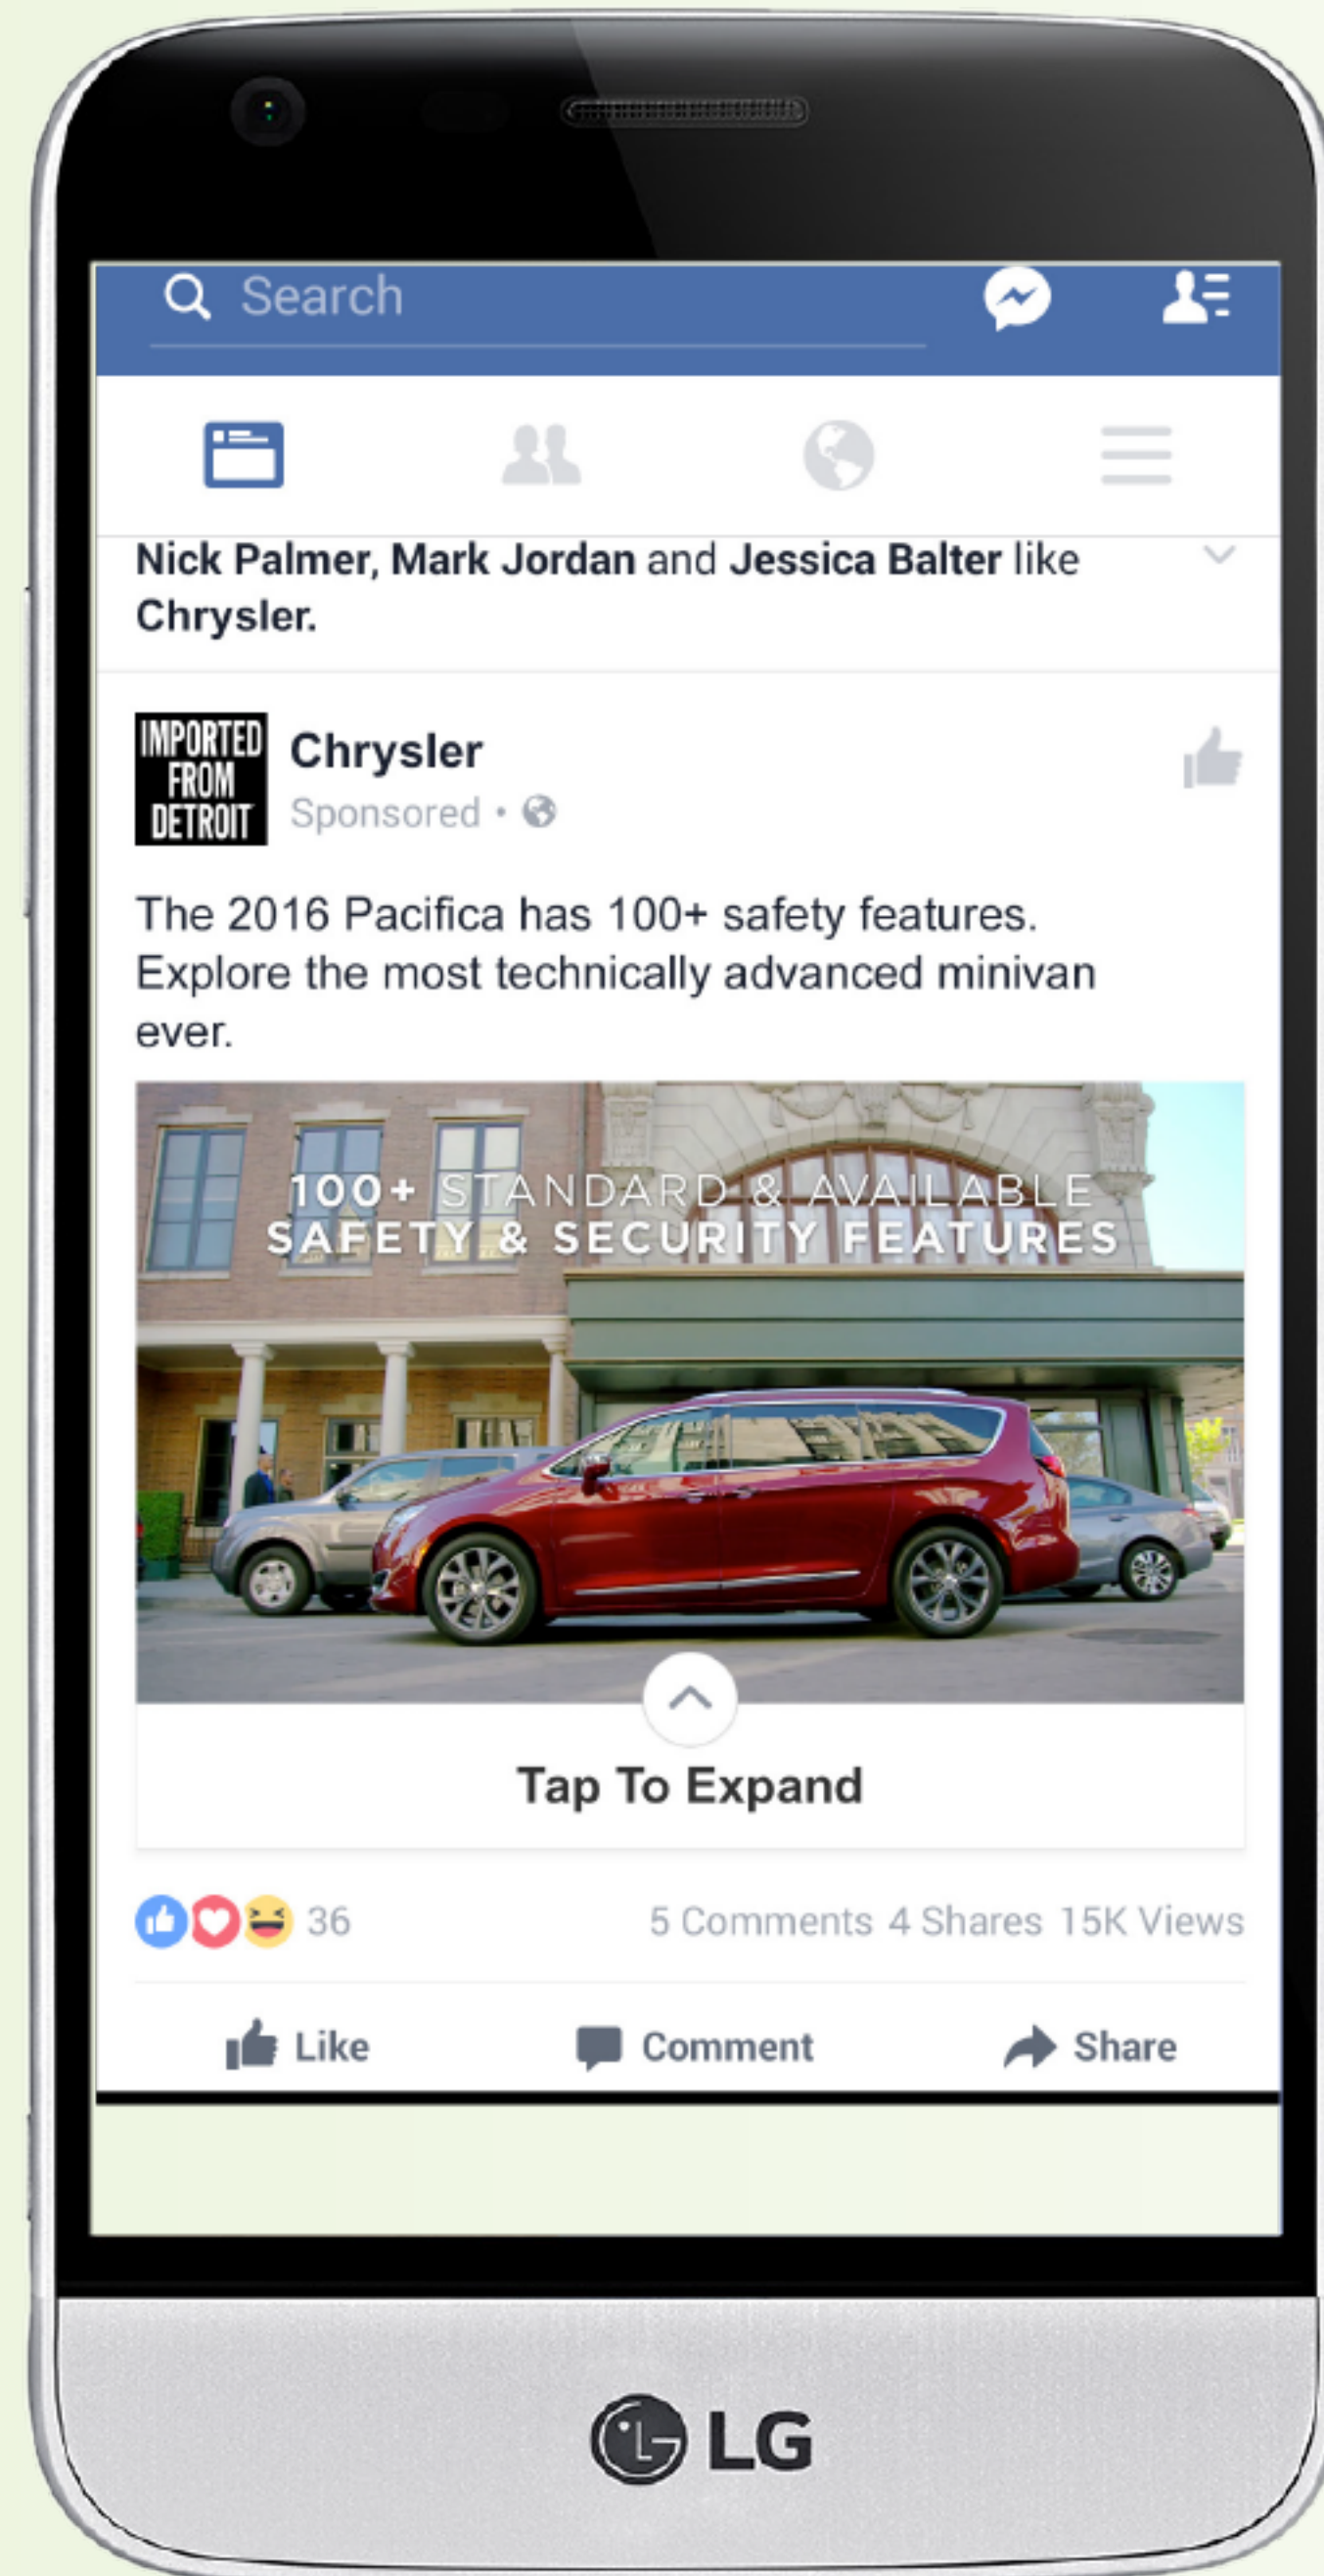 Search
Nick Palmer, Mark Jordan and Jessica Balter like
Chrysler.
IMPORTED
FROM
DETROIT
Chrysler
Sponsored •
The 2016 Pacifica has 100+ safety features.
Explore the most technically advanced minivan
ever.
100+ STANDARD & AVAILABLE
SAFETY & SECURITY FEATURES
Tap To Expand
36 5 Comments 4 Shares 15K Views
Like Comment Share
LG